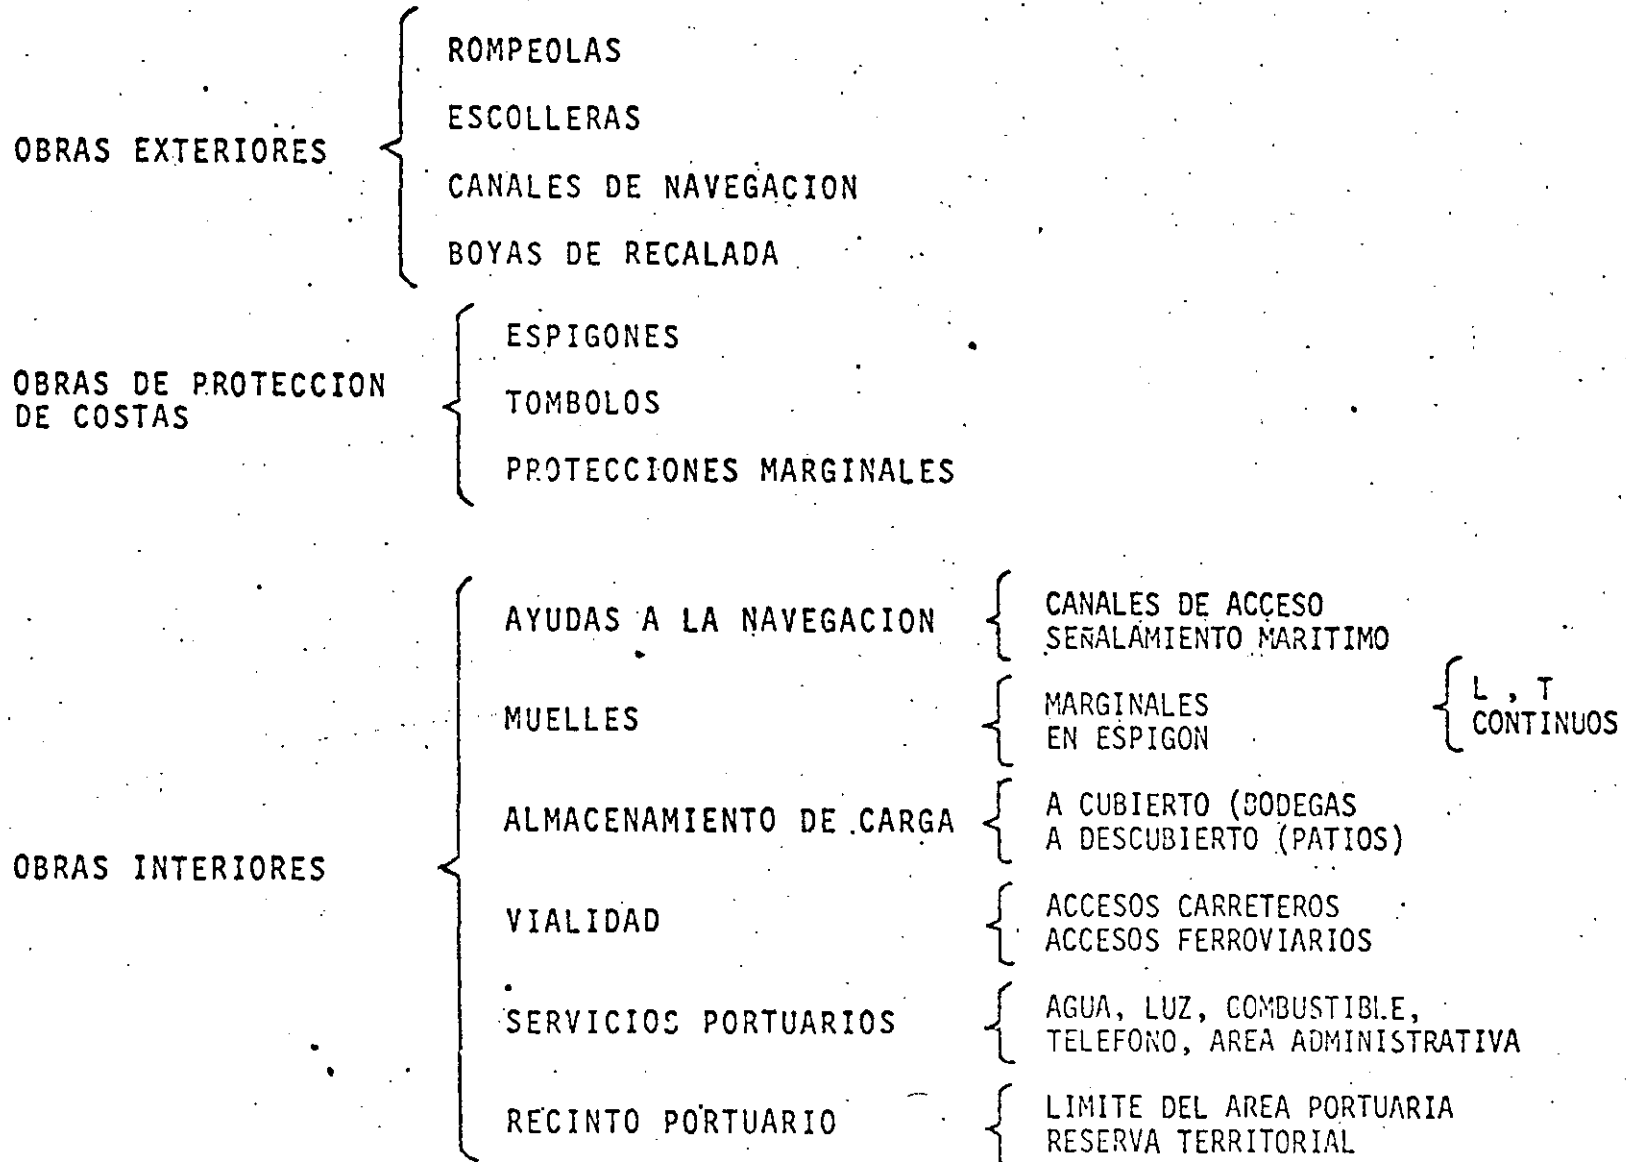 ROMPEOLAS
ESCOLLERAS
OBRAS EXTERIORES
CANALES DE NAVEGACION
BOYAS DE RECALADA
ESPIGONES
OBRAS DE PROTECCION
DE COSTAS
TOMBOLOS
PROTECCIONES MARGINALES
AYUDAS A LA NAVEGACION
CANALES DE ACCESO
SEÑALAMIENTO MARITIMO
MUELLES
MARGINALES
EN ESPIGON
L , T
CONTINUOS
ALMACENAMIENTO DE CARGA
A CUBIERTO (BODEGAS
A DESCUBIERTO (PATIOS)
OBRAS INTERIORES
VIALIDAD
ACCESOS CARRETEROS
ACCESOS FERROVIARIOS
SERVICIOS PORTUARIOS
AGUA, LUZ, COMBUSTIBLE,
TELEFONO, AREA ADMINISTRATIVA
RECINTO PORTUARIO
LIMITE DEL AREA PORTUARIA
RESERVA TERRITORIAL